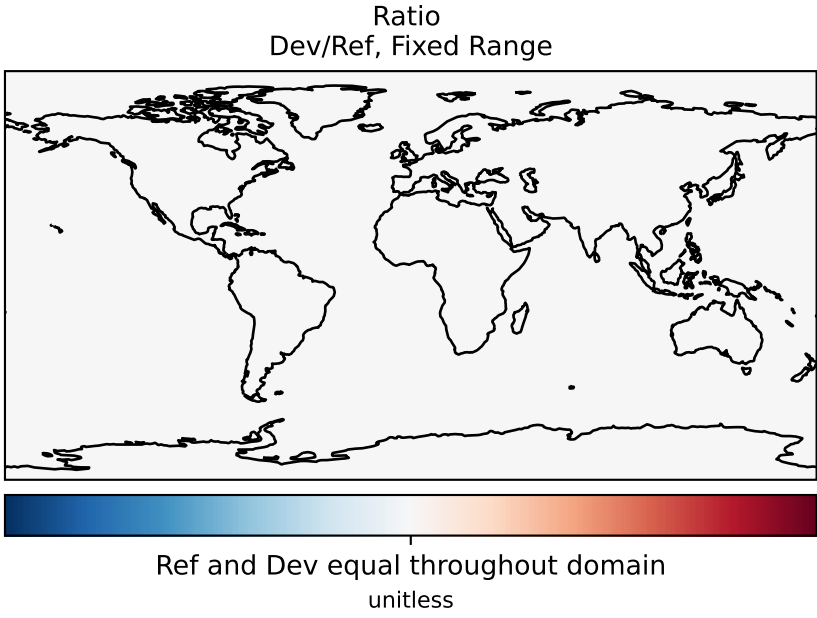 Ratio
Dev/Ref, Fixed Range
Ref and Dev equal throughout domain
unitless